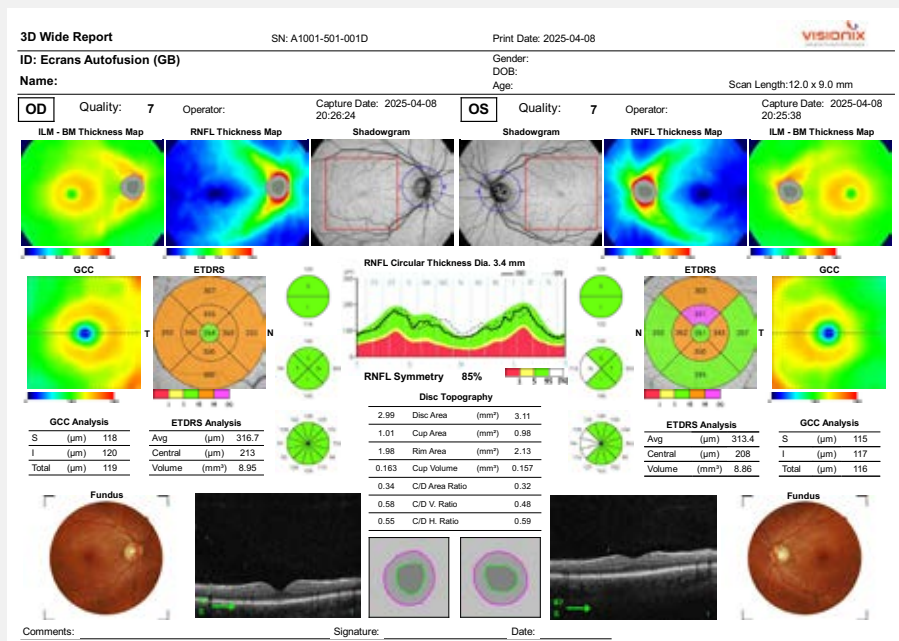 3D Wide Report SN: A1001-501-001D Print Date: 2025-04-08 VISIONIX
ID: Ecrans Autofusion (GB) Gender:
DOB:
Name: Age: Scan Length:12.0 x 9.0 mm
OD Quality: 7 Operator: Capture Date: 2025-04-08 20:26:24
OS Quality: 7 Operator: Capture Date: 2025-04-08 20:25:38
ILM - BM Thickness Map RNFL Thickness Map Shadowgram Shadowgram RNFL Thickness Map ILM - BM Thickness Map
RNFL Circular Thickness Dia. 3.4 mm
GCC ETDRS ETDRS GCC
T N N T
RNFL Symmetry 85%
Disc Topography
2.99 Disc Area (mm²) 3.11
1.01 Cup Area (mm²) 0.98
1.98 Rim Area (mm²) 2.13
0.163 Cup Volume (mm³) 0.157
0.34 C/D Area Ratio 0.32
0.58 C/D V. Ratio 0.48
0.55 C/D H. Ratio 0.59
GCC Analysis
S (µm) 118
I (µm) 120
Total (µm) 119
ETDRS Analysis
Avg (µm) 316.7
Central (µm) 213
Volume (mm³) 8.95
ETDRS Analysis
Avg (µm) 313.4
Central (µm) 208
Volume (mm³) 8.86
GCC Analysis
S (µm) 115
I (µm) 117
Total (µm) 116
Fundus Fundus
Comments: Signature: Date: